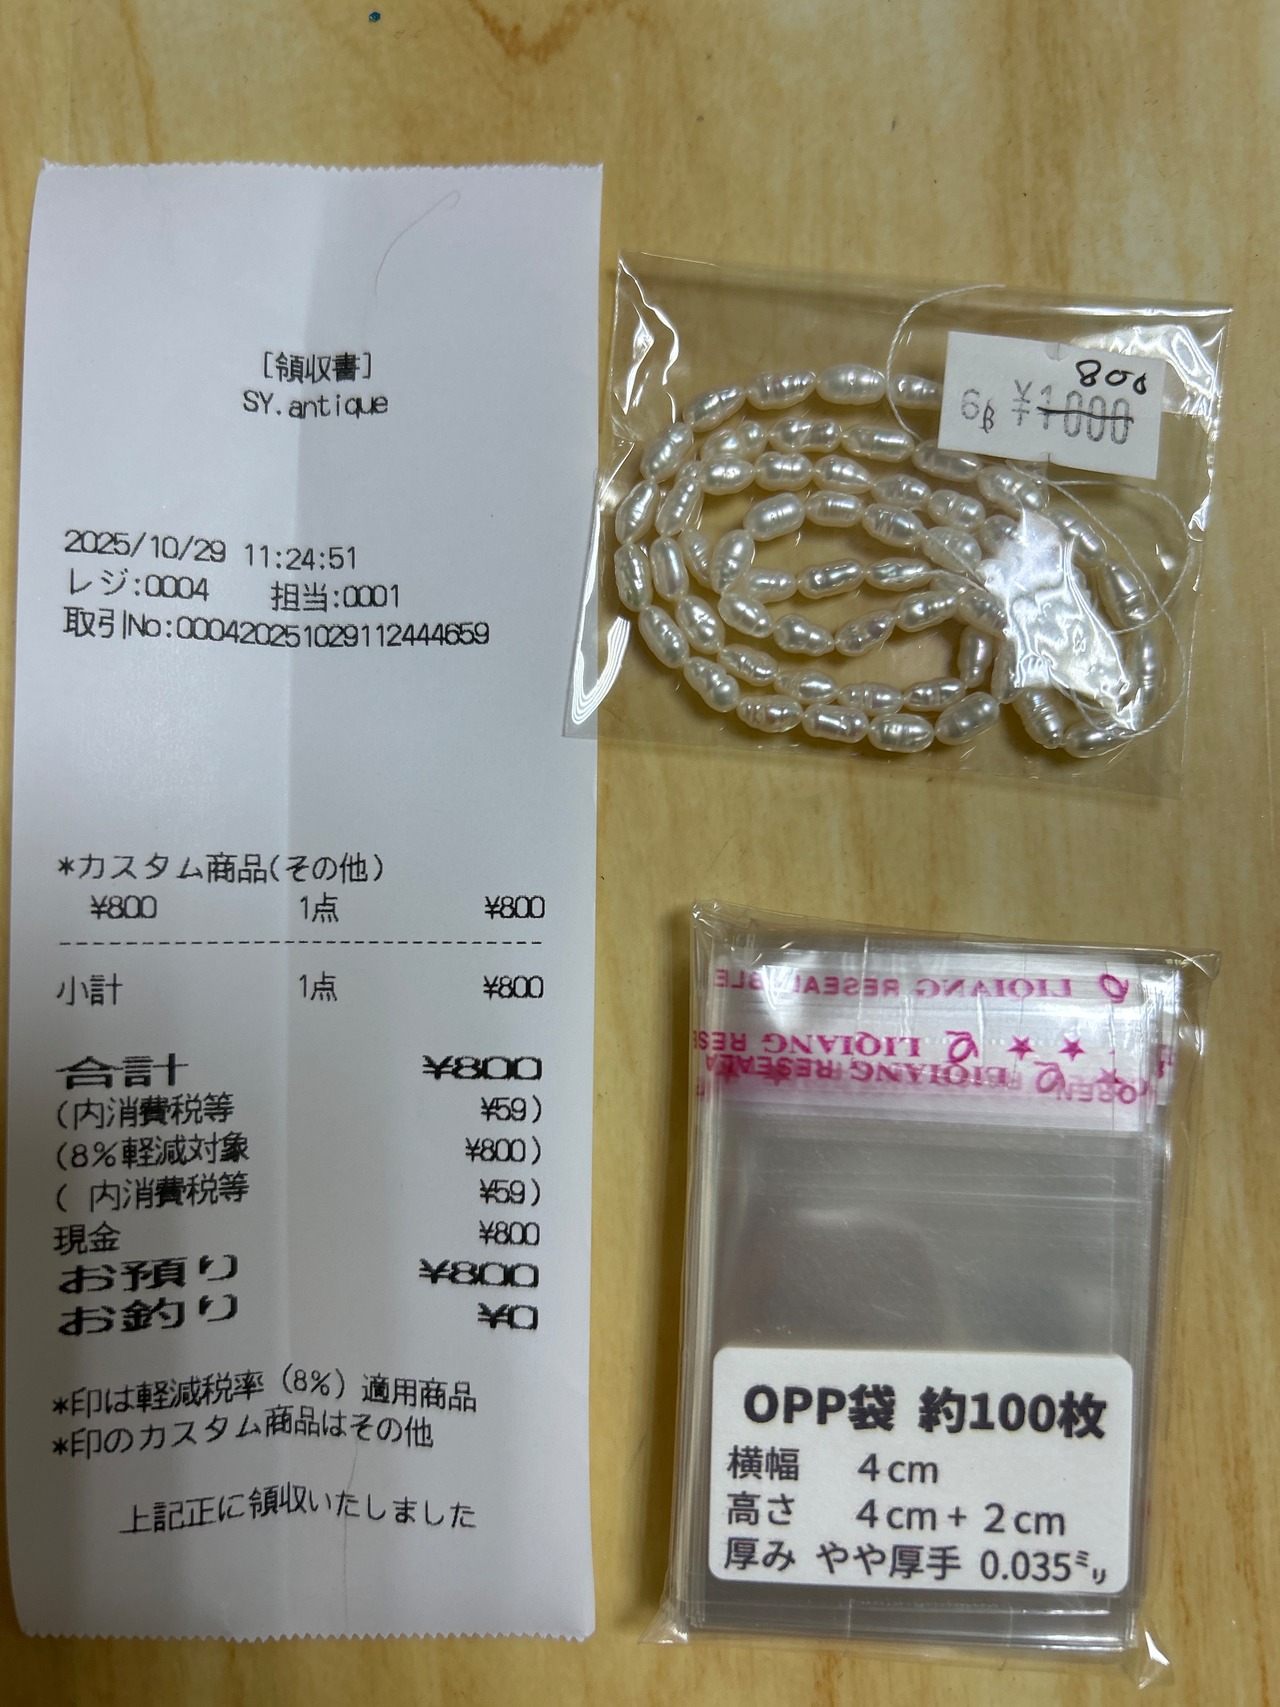 [領収書]
SY.antique
2025/10/29 11:24:51
レジ:0004 担当:0001
取引No:00042025102911244​4659
*カスタム商品(その他)
¥800 1点 ¥800
小計 1点 ¥800
合計 ¥800
(内消費税等 ¥59)
(8%軽減対象 ¥800)
( 内消費税等 ¥59)
現金 ¥800
お預り ¥800
お釣り ¥0
*印は軽減税率(8%)適用商品
*印のカスタム商品はその他
上記正に領収いたしました
800
¥1000
LIQIANG RESEALABLE
LIQIANG RESE
LIQIANG RESEALA
OPP袋 約100枚
横幅 4cm
高さ 4cm+2cm
厚み やや厚手 0.035ミリ